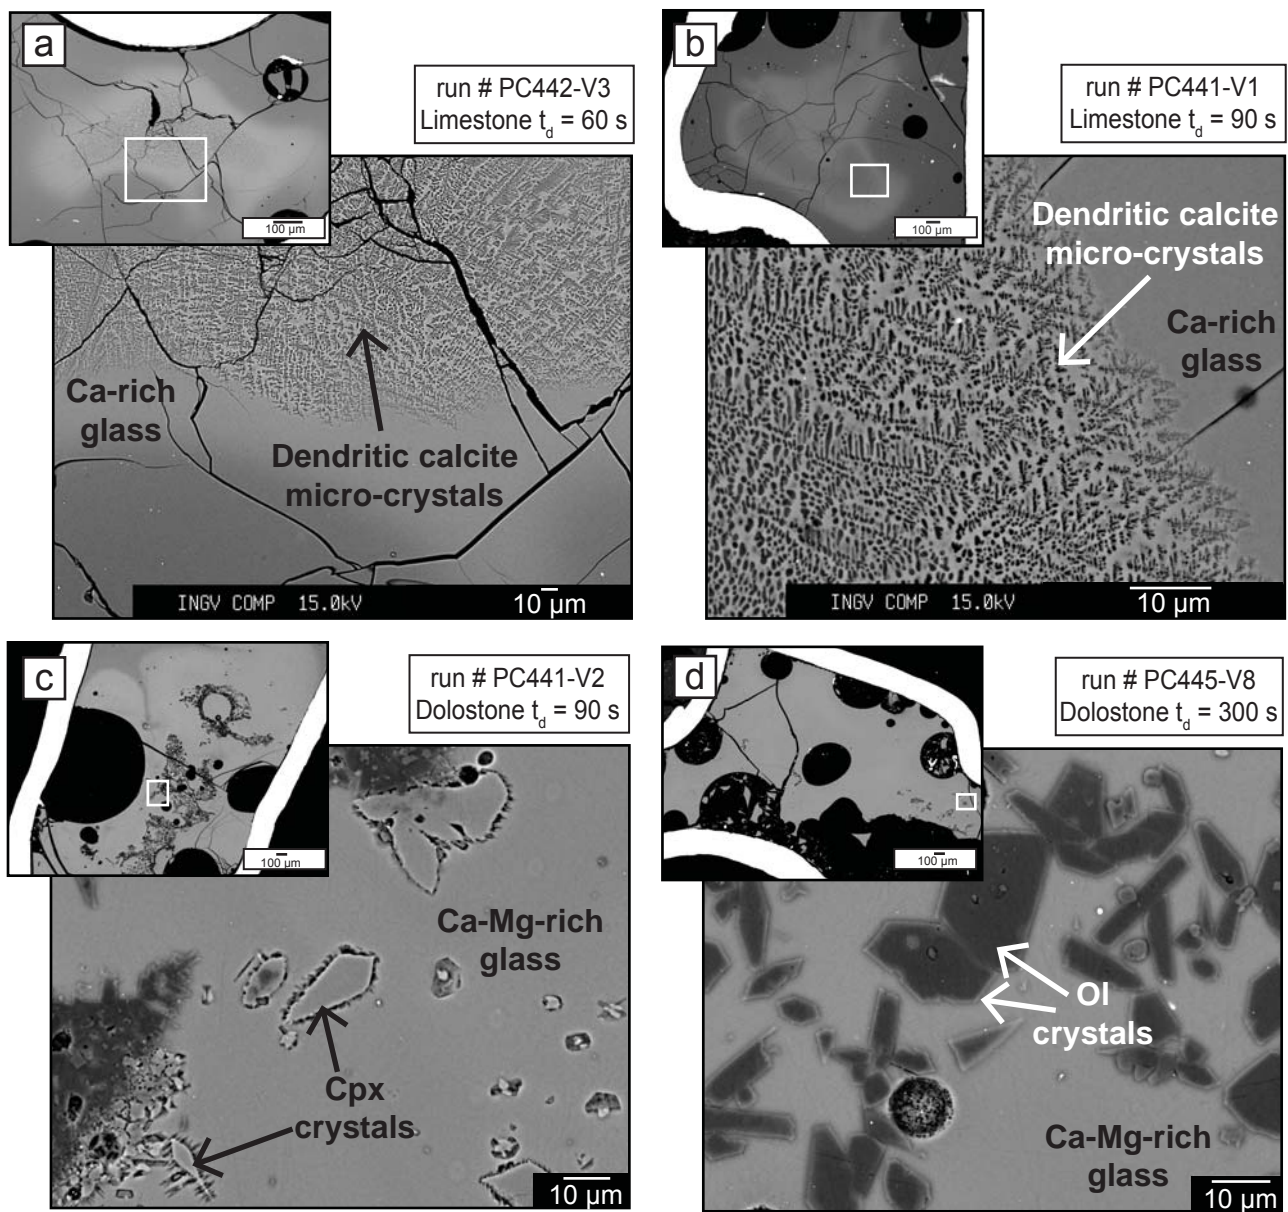 a
100 µm
run # PC442-V3
Limestone t_d = 60 s
Ca-rich
glass
Dendritic calcite
micro-crystals
INGV COMP 15.0kV 10 µm
b
100 µm
run # PC441-V1
Limestone t_d = 90 s
Dendritic calcite
micro-crystals
Ca-rich
glass
INGV COMP 15.0kV 10 µm
c
100 µm
run # PC441-V2
Dolostone t_d = 90 s
Ca-Mg-rich
glass
Cpx
crystals
10 µm
d
100 µm
run # PC445-V8
Dolostone t_d = 300 s
Ol
crystals
Ca-Mg-rich
glass
10 µm